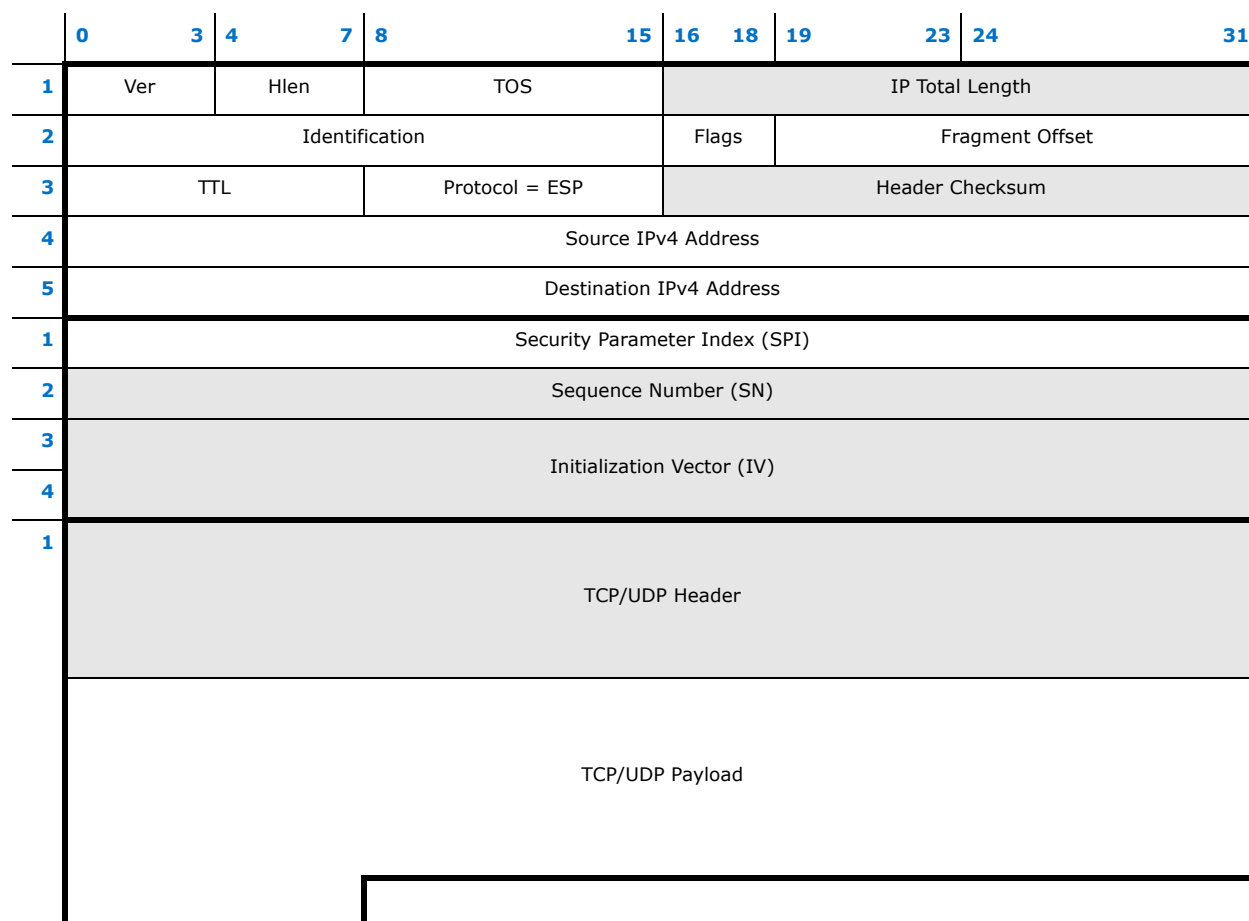 0 3 4 7 8 15 16 18 19 23 24 31
1 Ver Hlen TOS IP Total Length
2 Identification Flags Fragment Offset
3 TTL Protocol = ESP Header Checksum
4 Source IPv4 Address
5 Destination IPv4 Address
1 Security Parameter Index (SPI)
2 Sequence Number (SN)
3
Initialization Vector (IV)
4
1
TCP/UDP Header
TCP/UDP Payload